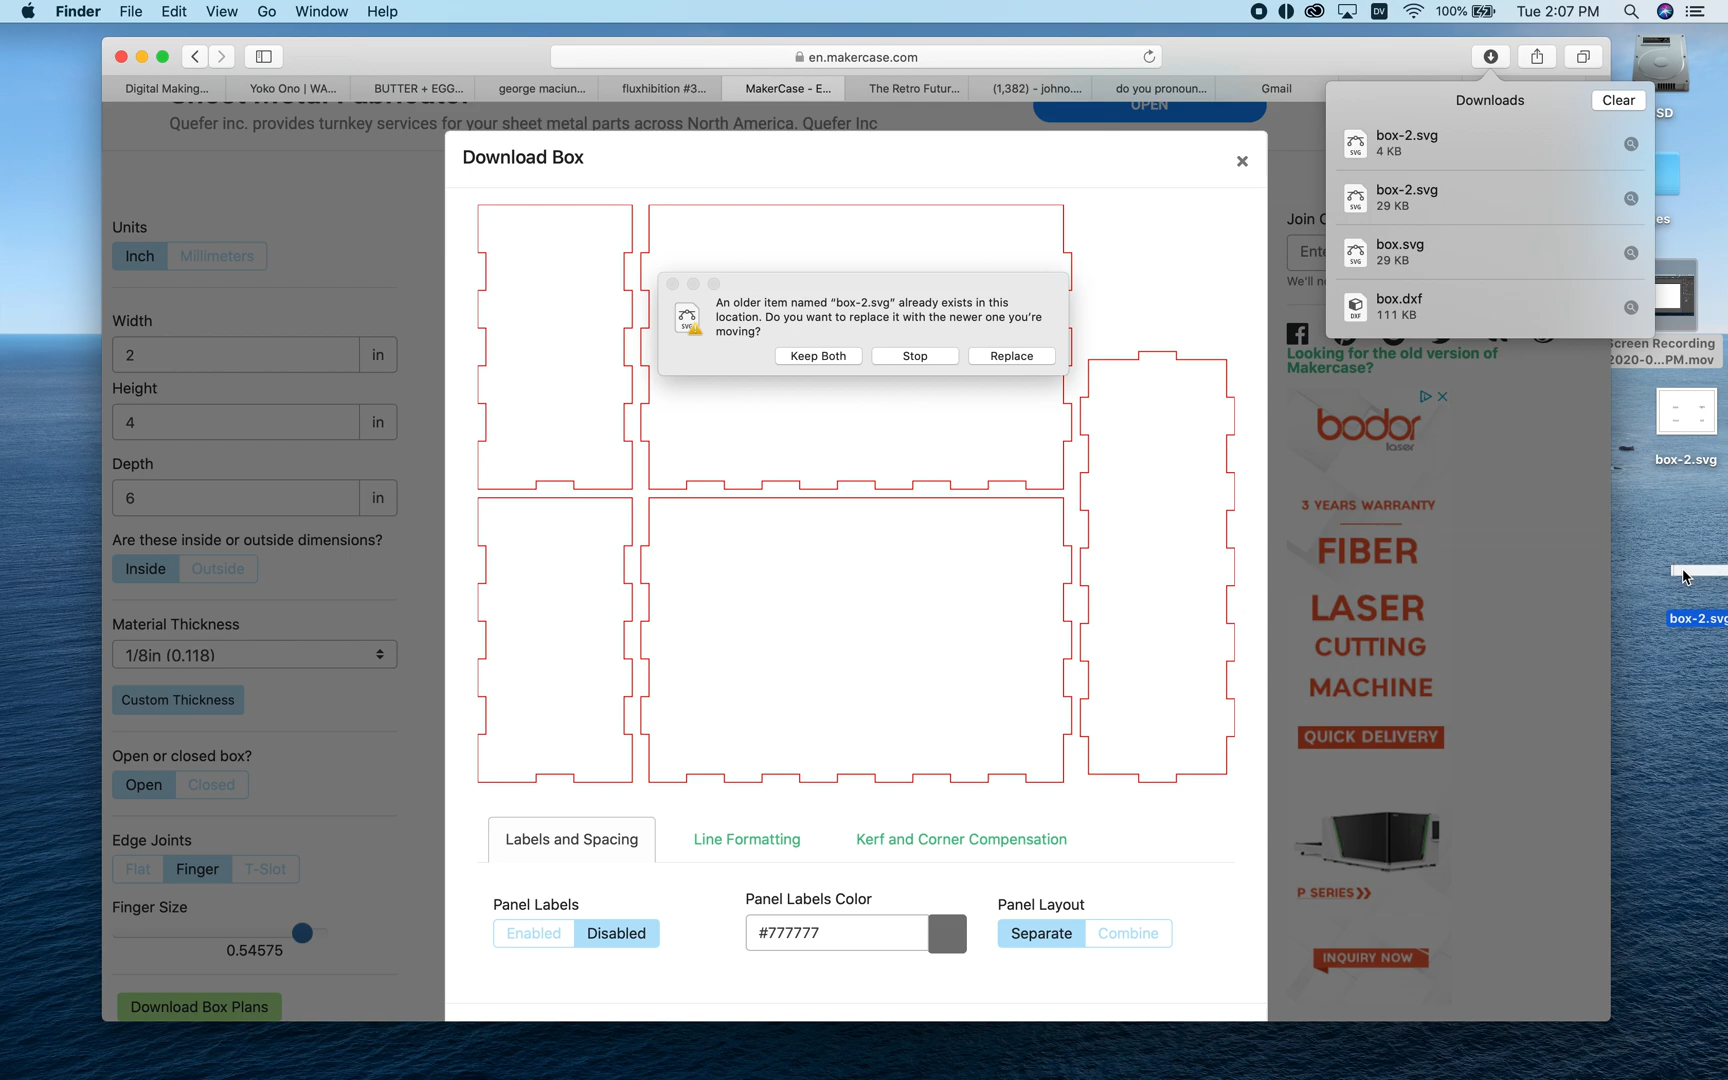 Finder File Edit View Go Window Help
DV 100% Tue 2:07 PM
en.makercase.com
Digital Making... Yoko Ono | WA... BUTTER + EGG... george maciun... fluxhibition #3... MakerCase - E... The Retro Futur... (1,382) - johno.... do you pronoun... Gmail
OPEN
Quefer inc. provides turnkey services for your sheet metal parts across North America. Quefer Inc
Download Box
Units
Inch Millimeters
Width
2 in
Height
4 in
Depth
6 in
Are these inside or outside dimensions?
Inside Outside
Material Thickness
1/8in (0.118)
Custom Thickness
Open or closed box?
Open Closed
Edge Joints
Flat Finger T-Slot
Finger Size
0.54575
Download Box Plans
An older item named “box-2.svg” already exists in this
location. Do you want to replace it with the newer one you’re
moving?
Keep Both Stop Replace
SVG
Labels and Spacing Line Formatting Kerf and Corner Compensation
Panel Labels
Enabled Disabled
Panel Labels Color
#777777
Panel Layout
Separate Combine
Downloads Clear
SVG
box-2.svg
4 KB
SVG
box-2.svg
29 KB
SVG
box.svg
29 KB
DXF
box.dxf
111 KB
Join
Looking for the old version of
Makercase?
bodor
laser
3 YEARS WARRANTY
FIBER
LASER
CUTTING
MACHINE
QUICK DELIVERY
P SERIES
INQUIRY NOW
SD
es
Screen Recording
2020-0...PM.mov
box-2.svg
box-2.svg